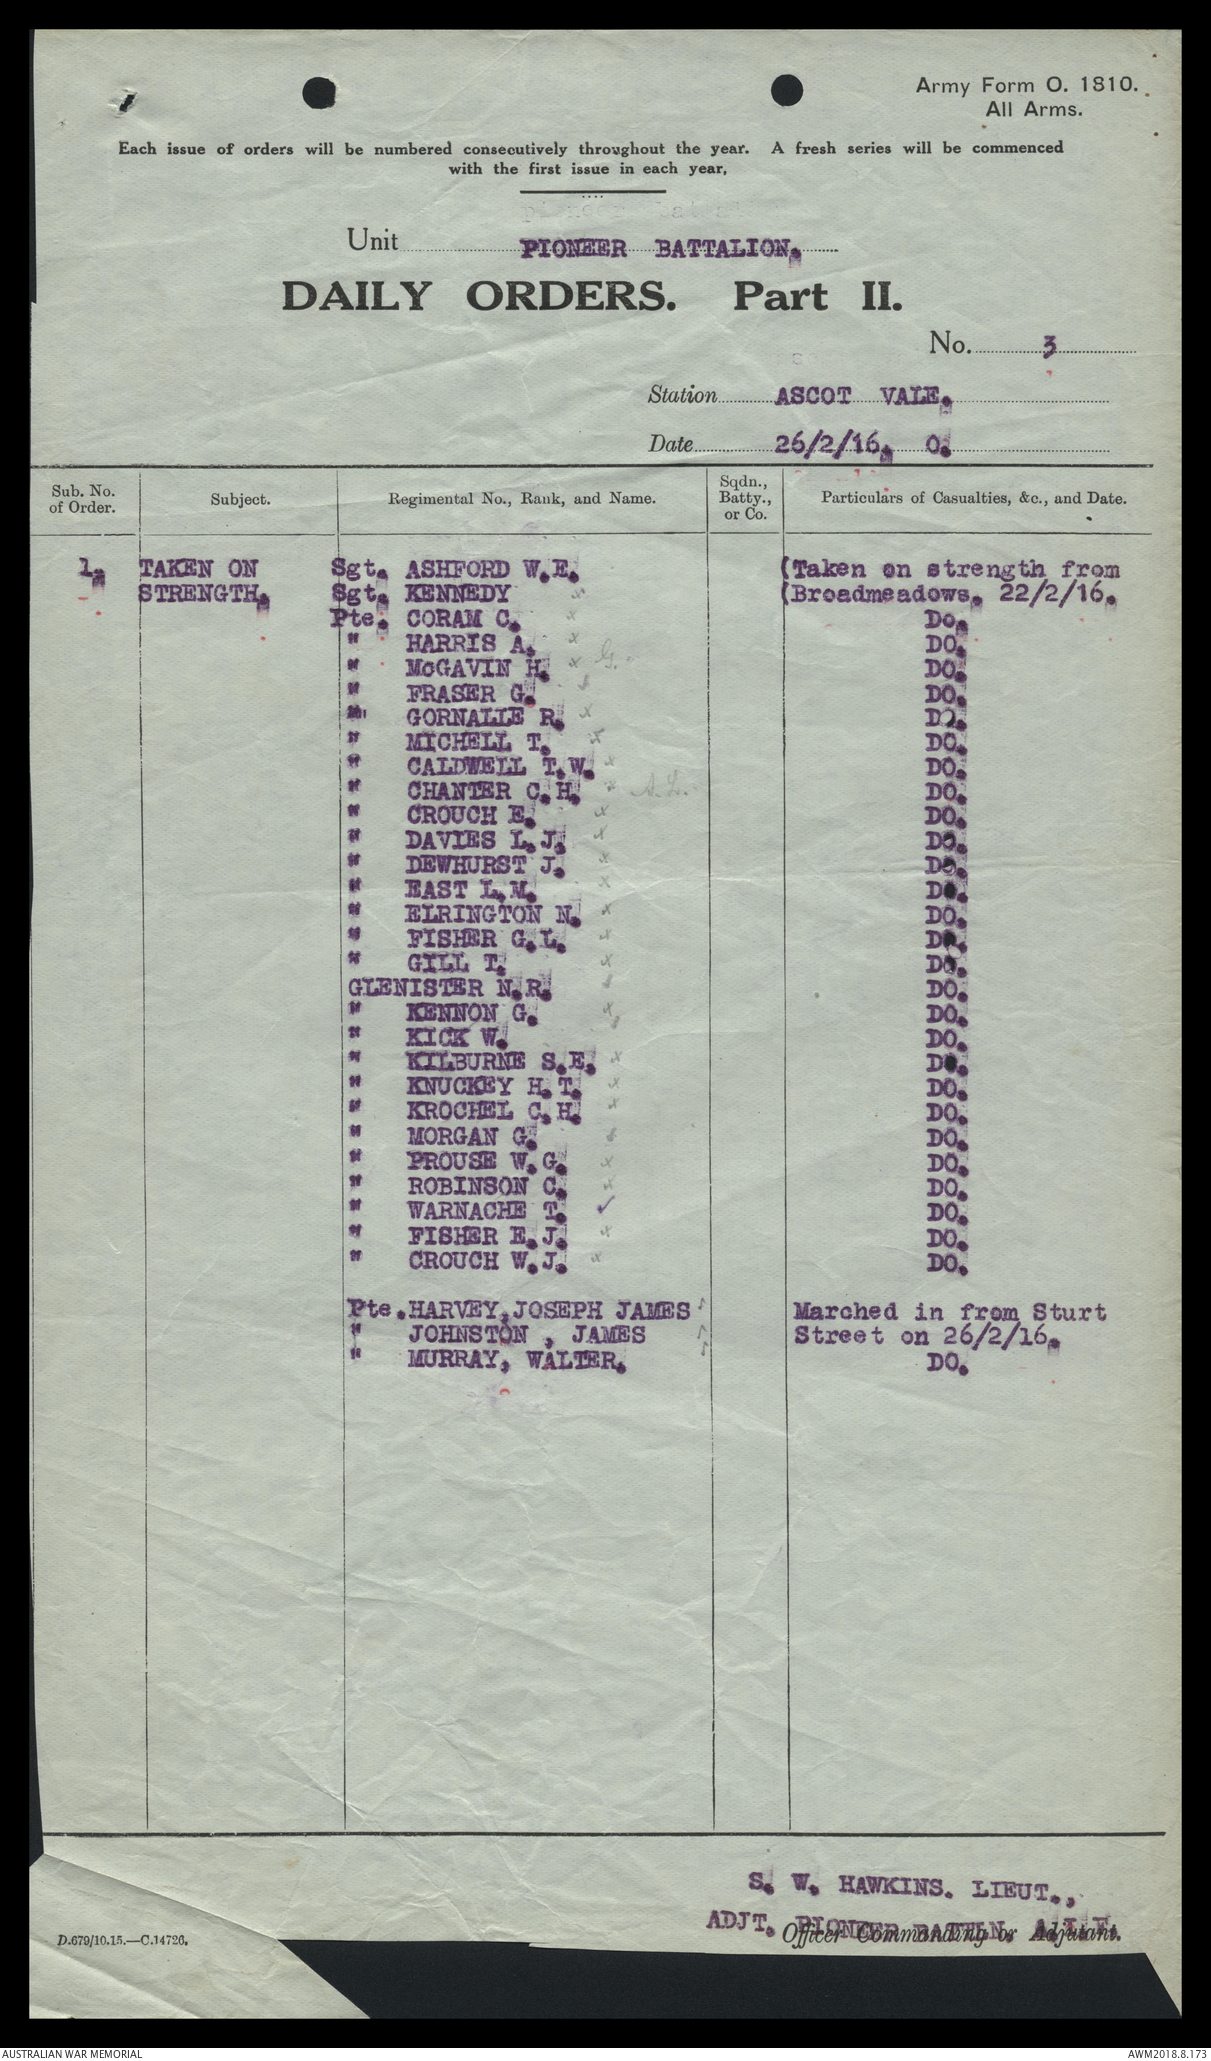 Army Form O. 1810.
All Arms.
Each issue of orders will be numbered consecutively throughout the year. A fresh series will be commenced
with the first issue in each year,
Unit PIONEER BATTALION.
DAILY ORDERS. Part II.
No. 3
Station ASCOT VALE.
Date 26/2/16. O.
Sub. No. of Order. Subject. Regimental No., Rank, and Name. Sqdn., Batty., or Co. Particulars of Casualties, &c., and Date.
1. TAKEN ON Sgt. ASHFORD W.E. (Taken on strength from
STRENGTH. Sgt. KENNEDY (Broadmeadows. 22/2/16.
Pte. CORAM C. Do.
" HARRIS A. DO.
" McGAVIN H. DO.
" FRASER G. DO.
" GORNALLE R. DO.
" MICHELL T. DO.
" CALDWELL T.W. DO.
" CHANTER C.H. DO.
" CROUCH E. DO.
" DAVIES L.J. DO.
" DEWHURST J. DO.
" EAST L.M. DO.
" ELRINGTON N. DO.
" FISHER G.L. DO.
" GILL T. DO.
GLENISTER N.R. DO.
" KENNON G. DO.
" KICK W. DO.
" KILBURNE S.E. DO.
" KNUCKEY H.T. DO.
" KROCHEL C.H. DO.
" MORGAN G. DO.
" PROUSE W.G. DO.
" ROBINSON C. DO.
" WARNACHE T. DO.
" FISHER E.J. DO.
" CROUCH W.J. DO.
Pte. HARVEY,JOSEPH JAMES Marched in from Sturt
" JOHNSTON , JAMES Street on 26/2/16.
" MURRAY, WALTER. DO.
S. W. HAWKINS. LIEUT.,
ADJT. PIONEER BATTLN. A.I.F.
Officer Commanding or Adjutant.
D.679/10.15.—C.14726.
AUSTRALIAN WAR MEMORIAL AWM2018.8.173